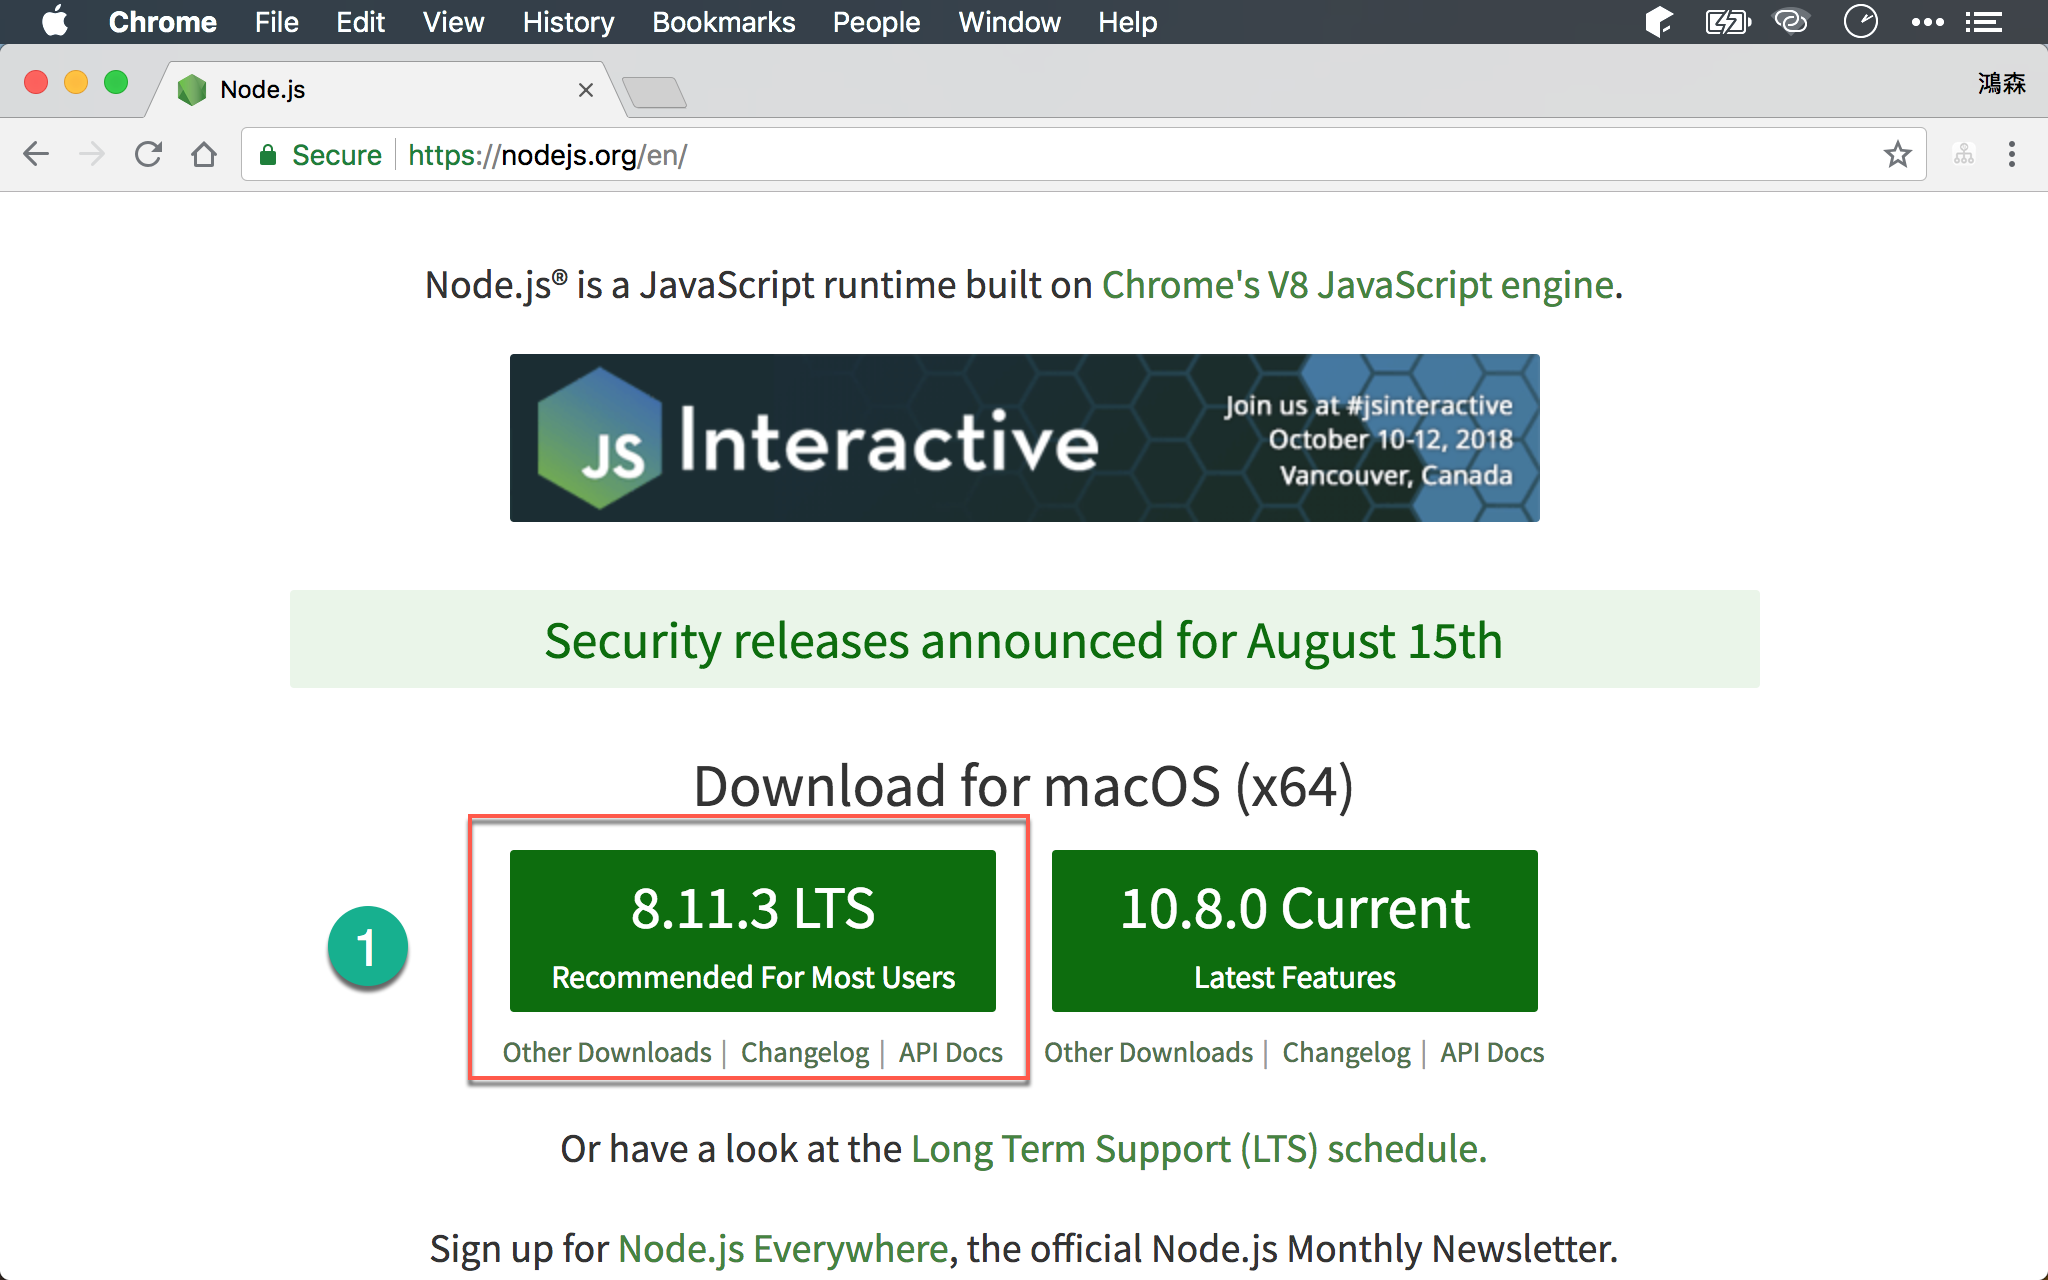 Chrome File Edit View History Bookmarks People Window Help
Node.js
鴻森
Secure https://nodejs.org/en/
Node.js® is a JavaScript runtime built on Chrome's V8 JavaScript engine.
JS Interactive
Join us at #jsinteractive
October 10-12, 2018
Vancouver, Canada
Security releases announced for August 15th
Download for macOS (x64)
1
8.11.3 LTS
Recommended For Most Users
Other Downloads | Changelog | API Docs
10.8.0 Current
Latest Features
Other Downloads | Changelog | API Docs
Or have a look at the Long Term Support (LTS) schedule.
Sign up for Node.js Everywhere, the official Node.js Monthly Newsletter.